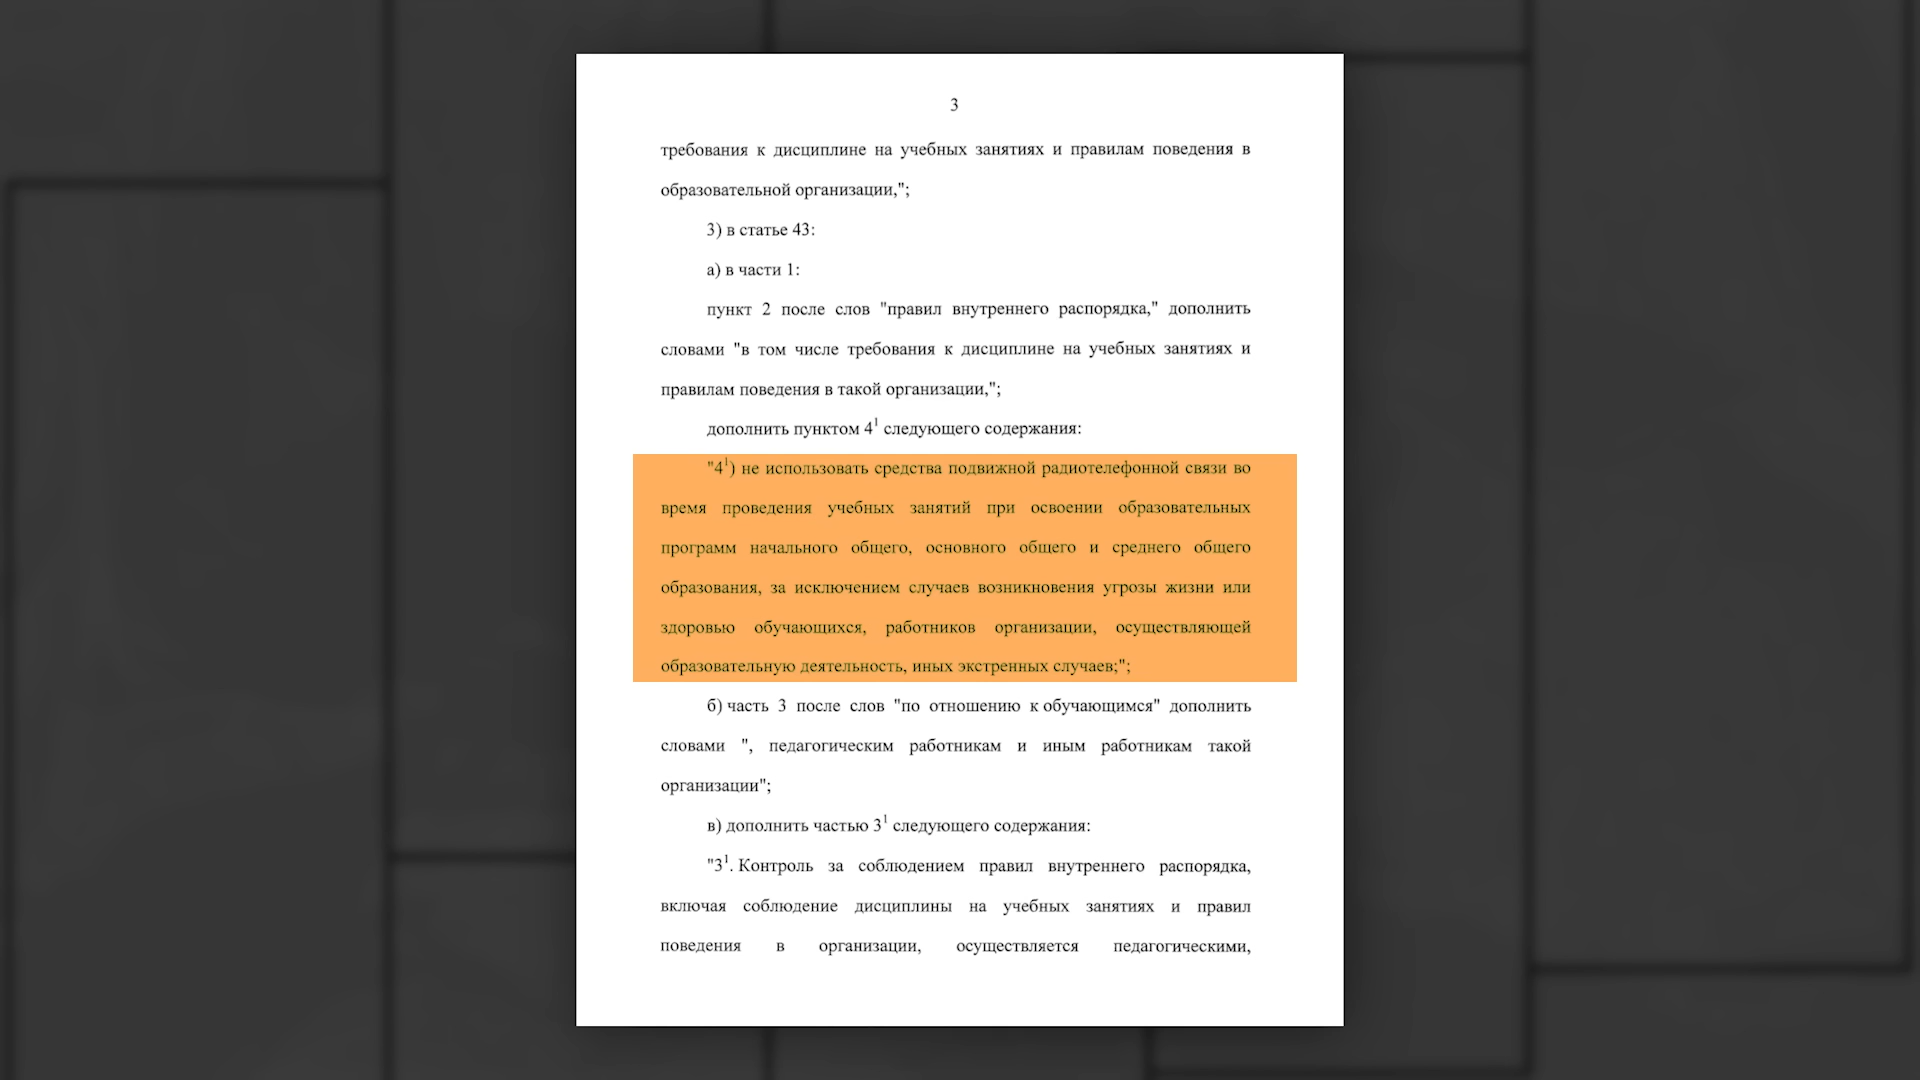 3
требования к дисциплине на учебных занятиях и правилам поведения в
образовательной организации,";
3) в статье 43:
а) в части 1:
пункт 2 после слов "правил внутреннего распорядка," дополнить
словами "в том числе требования к дисциплине на учебных занятиях и
правилам поведения в такой организации,";
дополнить пунктом 4¹ следующего содержания:
"4¹) не использовать средства подвижной радиотелефонной связи во
время проведения учебных занятий при освоении образовательных
программ начального общего, основного общего и среднего общего
образования, за исключением случаев возникновения угрозы жизни или
здоровью обучающихся, работников организации, осуществляющей
образовательную деятельность, иных экстренных случаев;";
б) часть 3 после слов "по отношению к обучающимся" дополнить
словами ", педагогическим работникам и иным работникам такой
организации";
в) дополнить частью 3¹ следующего содержания:
"3¹. Контроль за соблюдением правил внутреннего распорядка,
включая соблюдение дисциплины на учебных занятиях и правил
поведения в организации, осуществляется педагогическими,